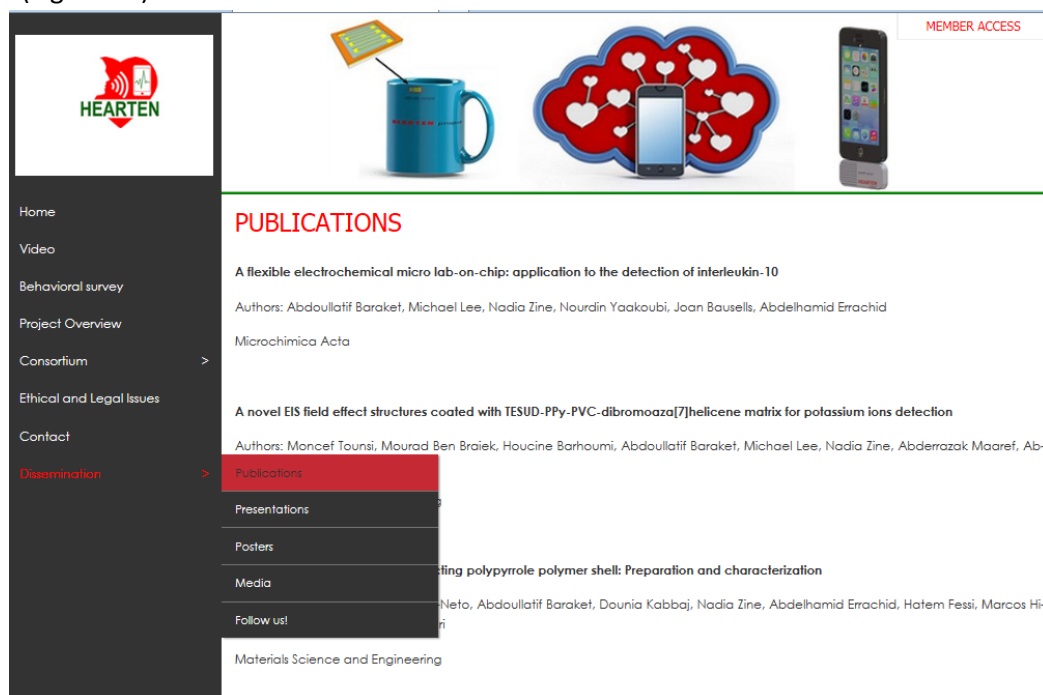 MEMBER ACCESS
HEARTEN
Home
Video
Behavioral survey
Project Overview
Consortium >
Ethical and Legal Issues
Contact
Dissemination >
Publications
Presentations
Posters
Media
Follow us!
PUBLICATIONS
A flexible electrochemical micro lab-on-chip: application to the detection of interleukin-10
Authors: Abdoullatif Baraket, Michael Lee, Nadia Zine, Nourdin Yaakoubi, Joan Bausells, Abdelhamid Errachid
Microchimica Acta
A novel EIS field effect structures coated with TESUD-PPy-PVC-dibromoaza[7]helicene matrix for potassium ions detection
Authors: Moncef Tounsi, Mourad Ben Braiek, Houcine Barhoumi, Abdoullatif Baraket, Michael Lee, Nadia Zine, Abderrazak Maaref, Ab-
cting polypyrrole polymer shell: Preparation and characterization
-Neto, Abdoullatif Baraket, Dounia Kabbaj, Nadia Zine, Abdelhamid Errachid, Hatem Fessi, Marcos Hi-
ri
Materials Science and Engineering